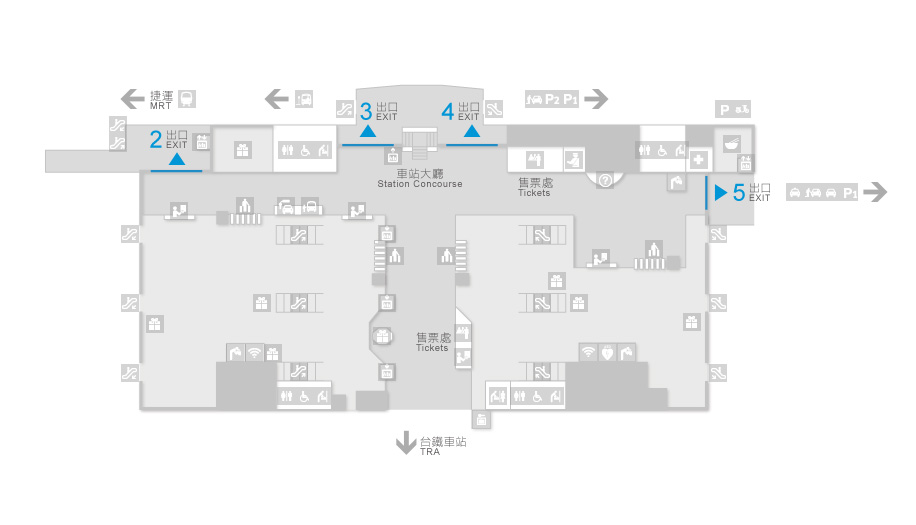 捷運
MRT
P2 P1
3 出口
EXIT
4 出口
EXIT
P
2 出口
EXIT
車站大廳
Station Concourse
售票處
Tickets
?
5 出口
EXIT
P1
售票處
Tickets
台鐵車站
TRA